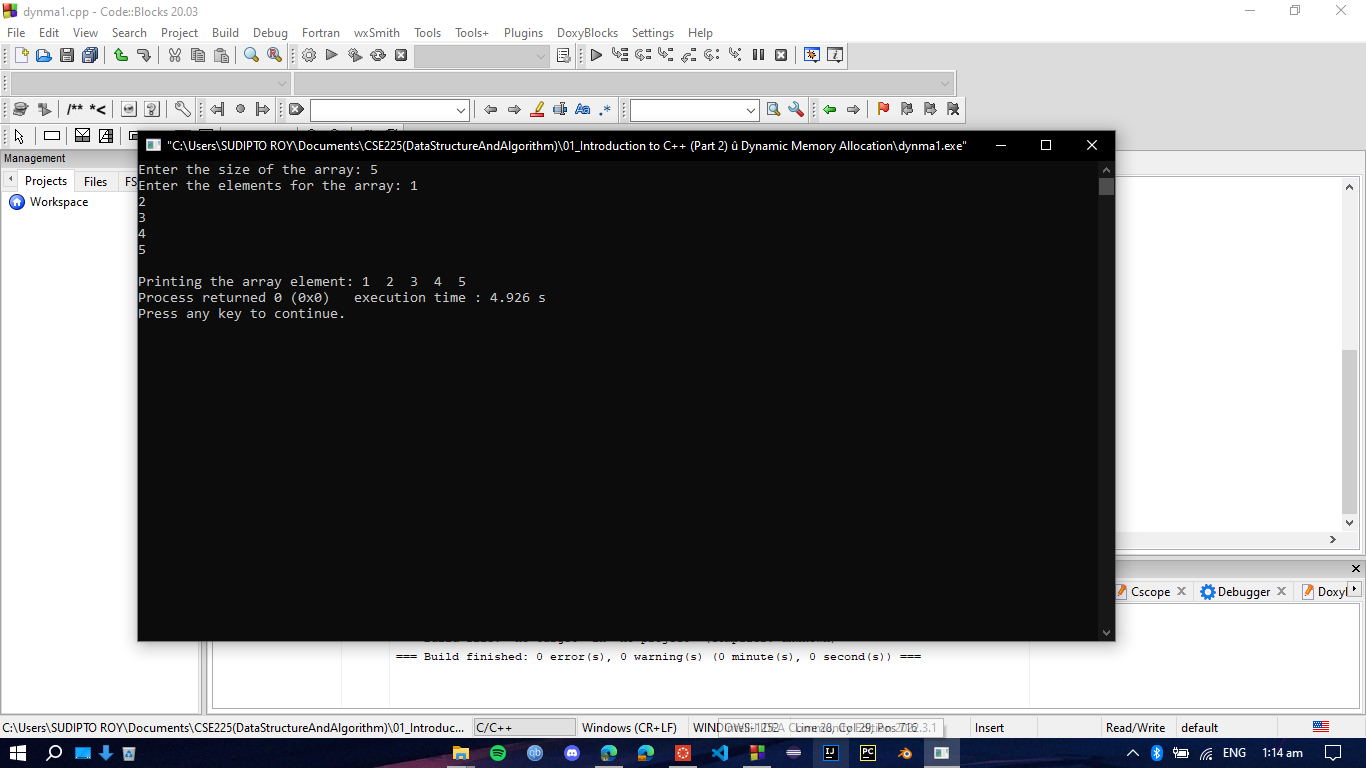 dynma1.cpp - Code::Blocks 20.03
File Edit View Search Project Build Debug Fortran wxSmith Tools Tools+ Plugins DoxyBlocks Settings Help
/** *<
Management
Projects Files FS
Workspace
"C:\Users\SUDIPTO ROY\Documents\CSE225(DataStructureAndAlgorithm)\01_Introduction to C++ (Part 2) û Dynamic Memory Allocation\dynma1.exe"
Enter the size of the array: 5
Enter the elements for the array: 1
2
3
4
5
Printing the array element: 1 2 3 4 5
Process returned 0 (0x0) execution time : 4.926 s
Press any key to continue.
Cscope Debugger Doxyl
=== Build finished: 0 error(s), 0 warning(s) (0 minute(s), 0 second(s)) ===
C:\Users\SUDIPTO ROY\Documents\CSE225(DataStructureAndAlgorithm)\01_Introduc... C/C++ Windows (CR+LF) WINDOWS-1252 Line 28, Col 29, Pos 716 Insert Read/Write default
ENG 1:14 am